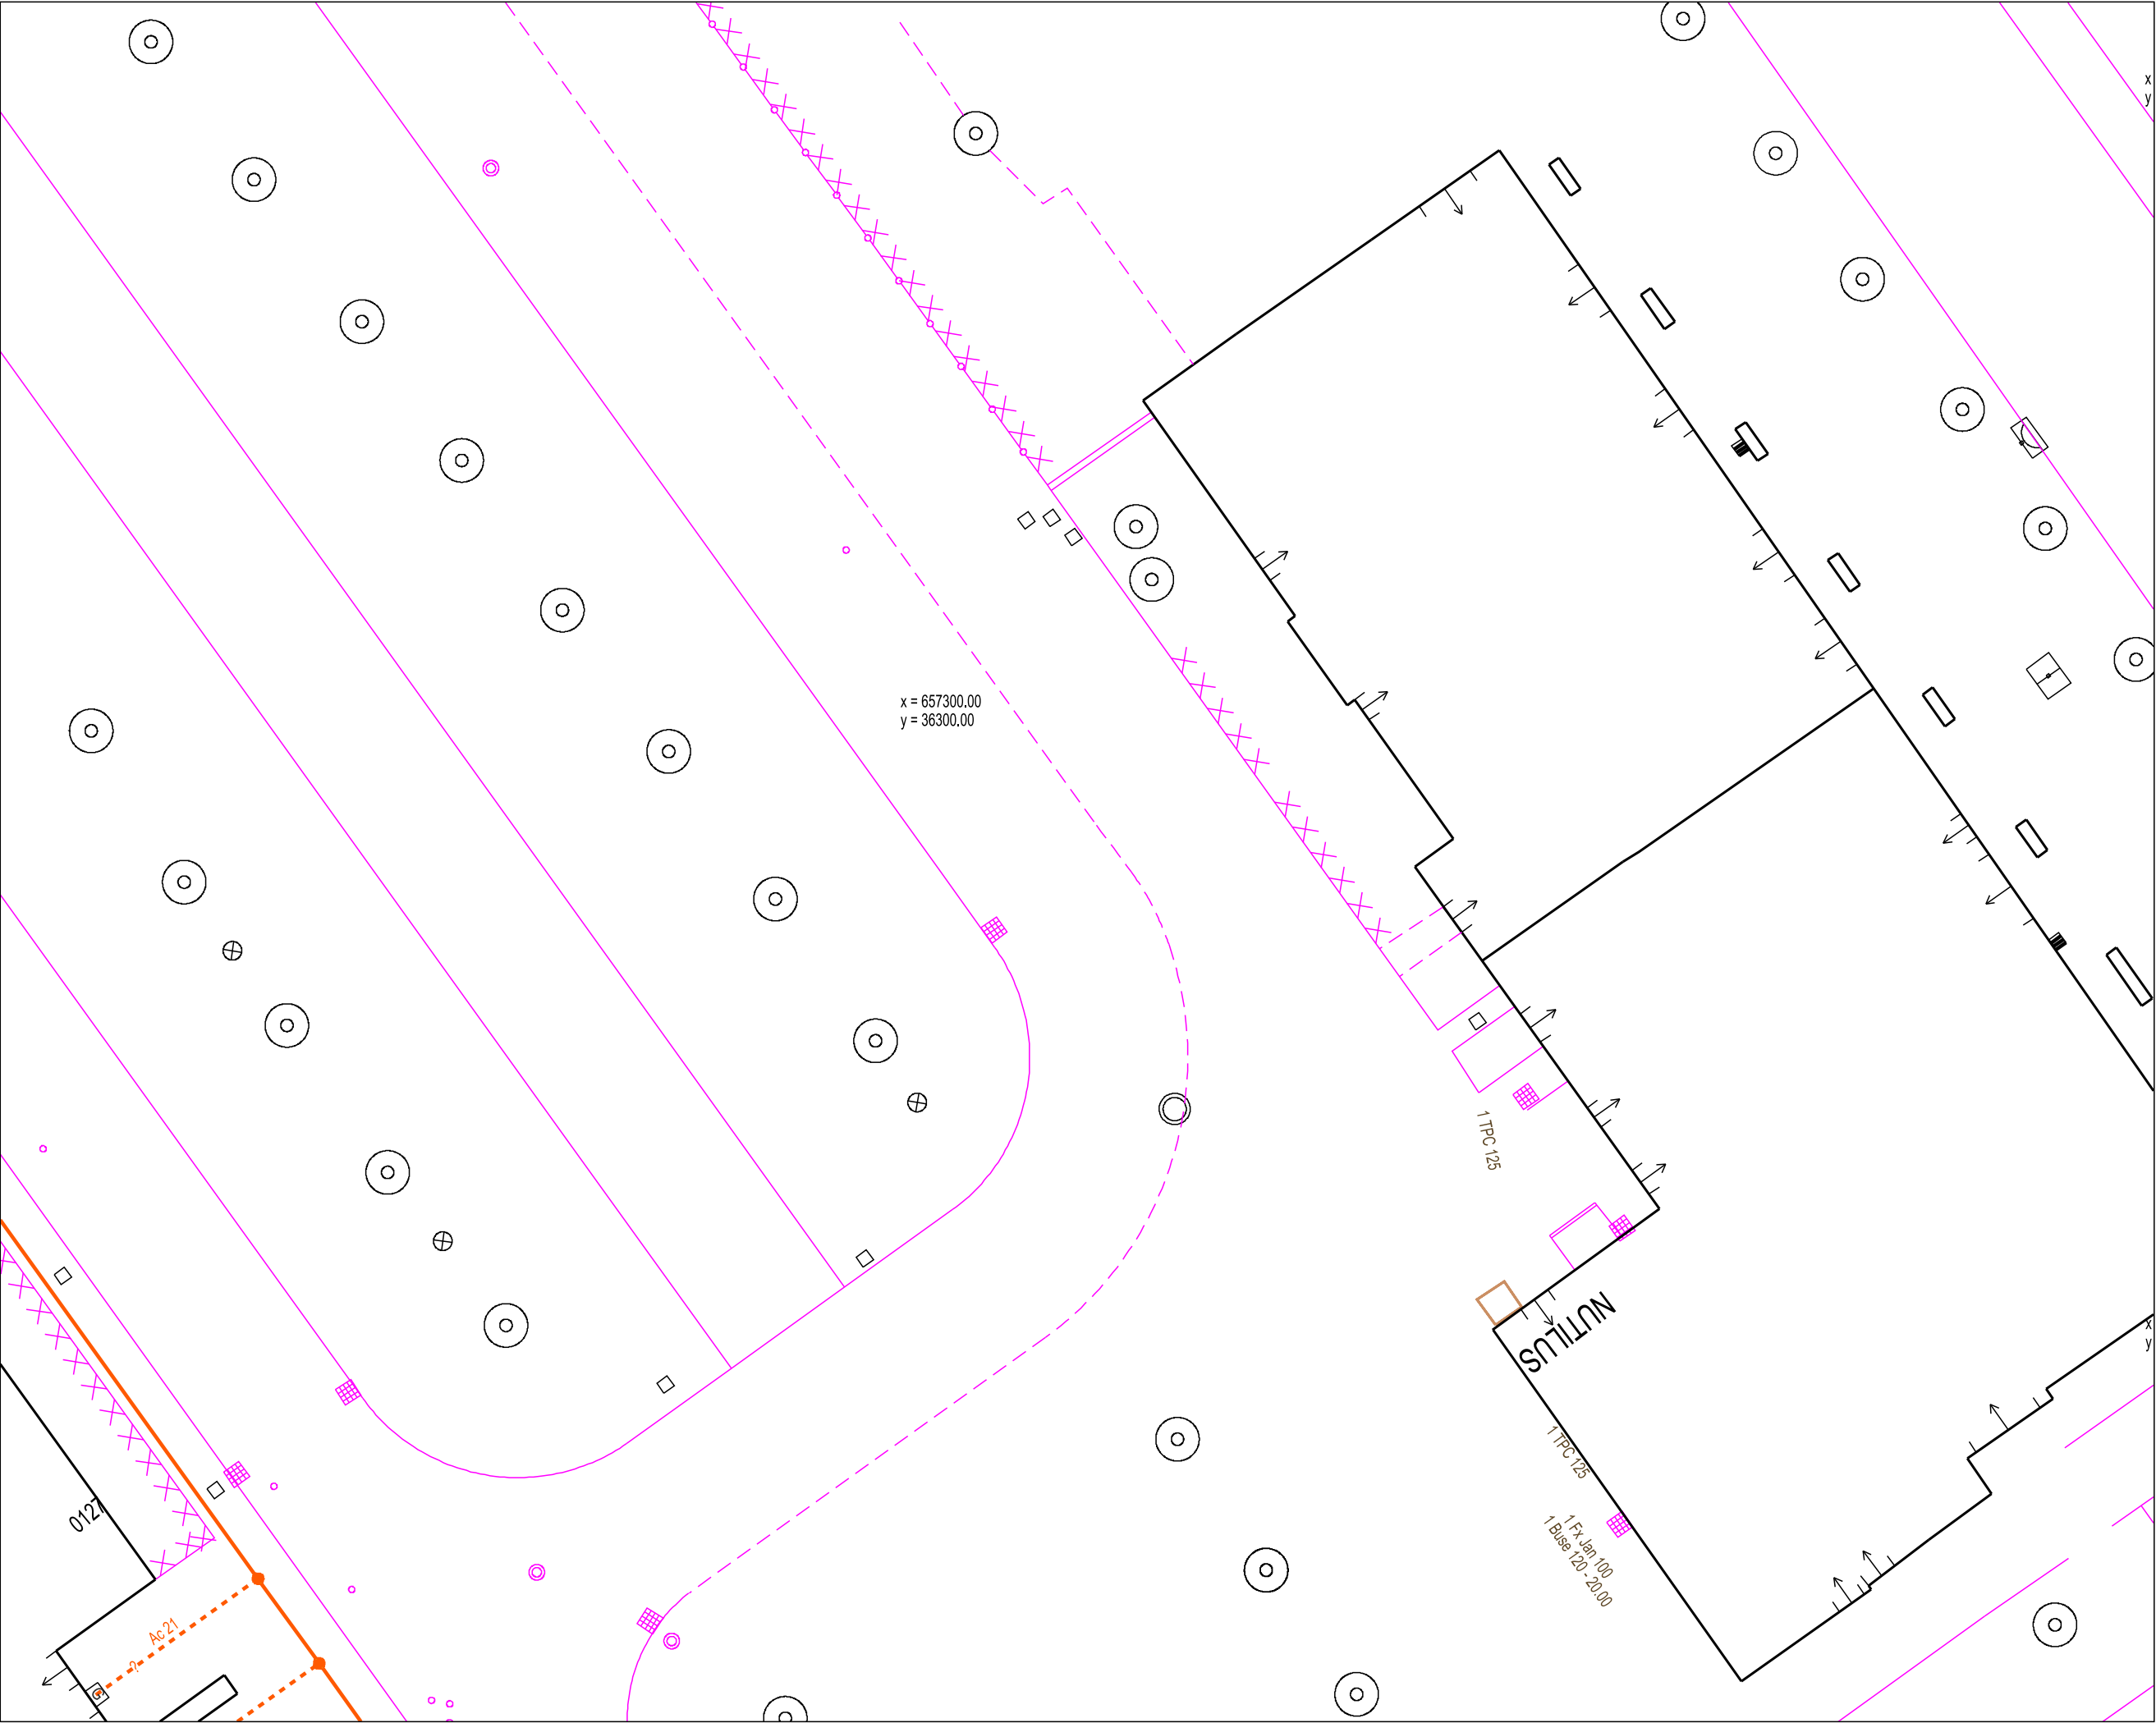 x
y
x = 657300.00
y = 36300.00
1 TPC 125
NUTILUS
x
y
1 TPC 125
1 Fx Jan 100
1 Buse 120 - 20.00
0127
Ac 21
?
G